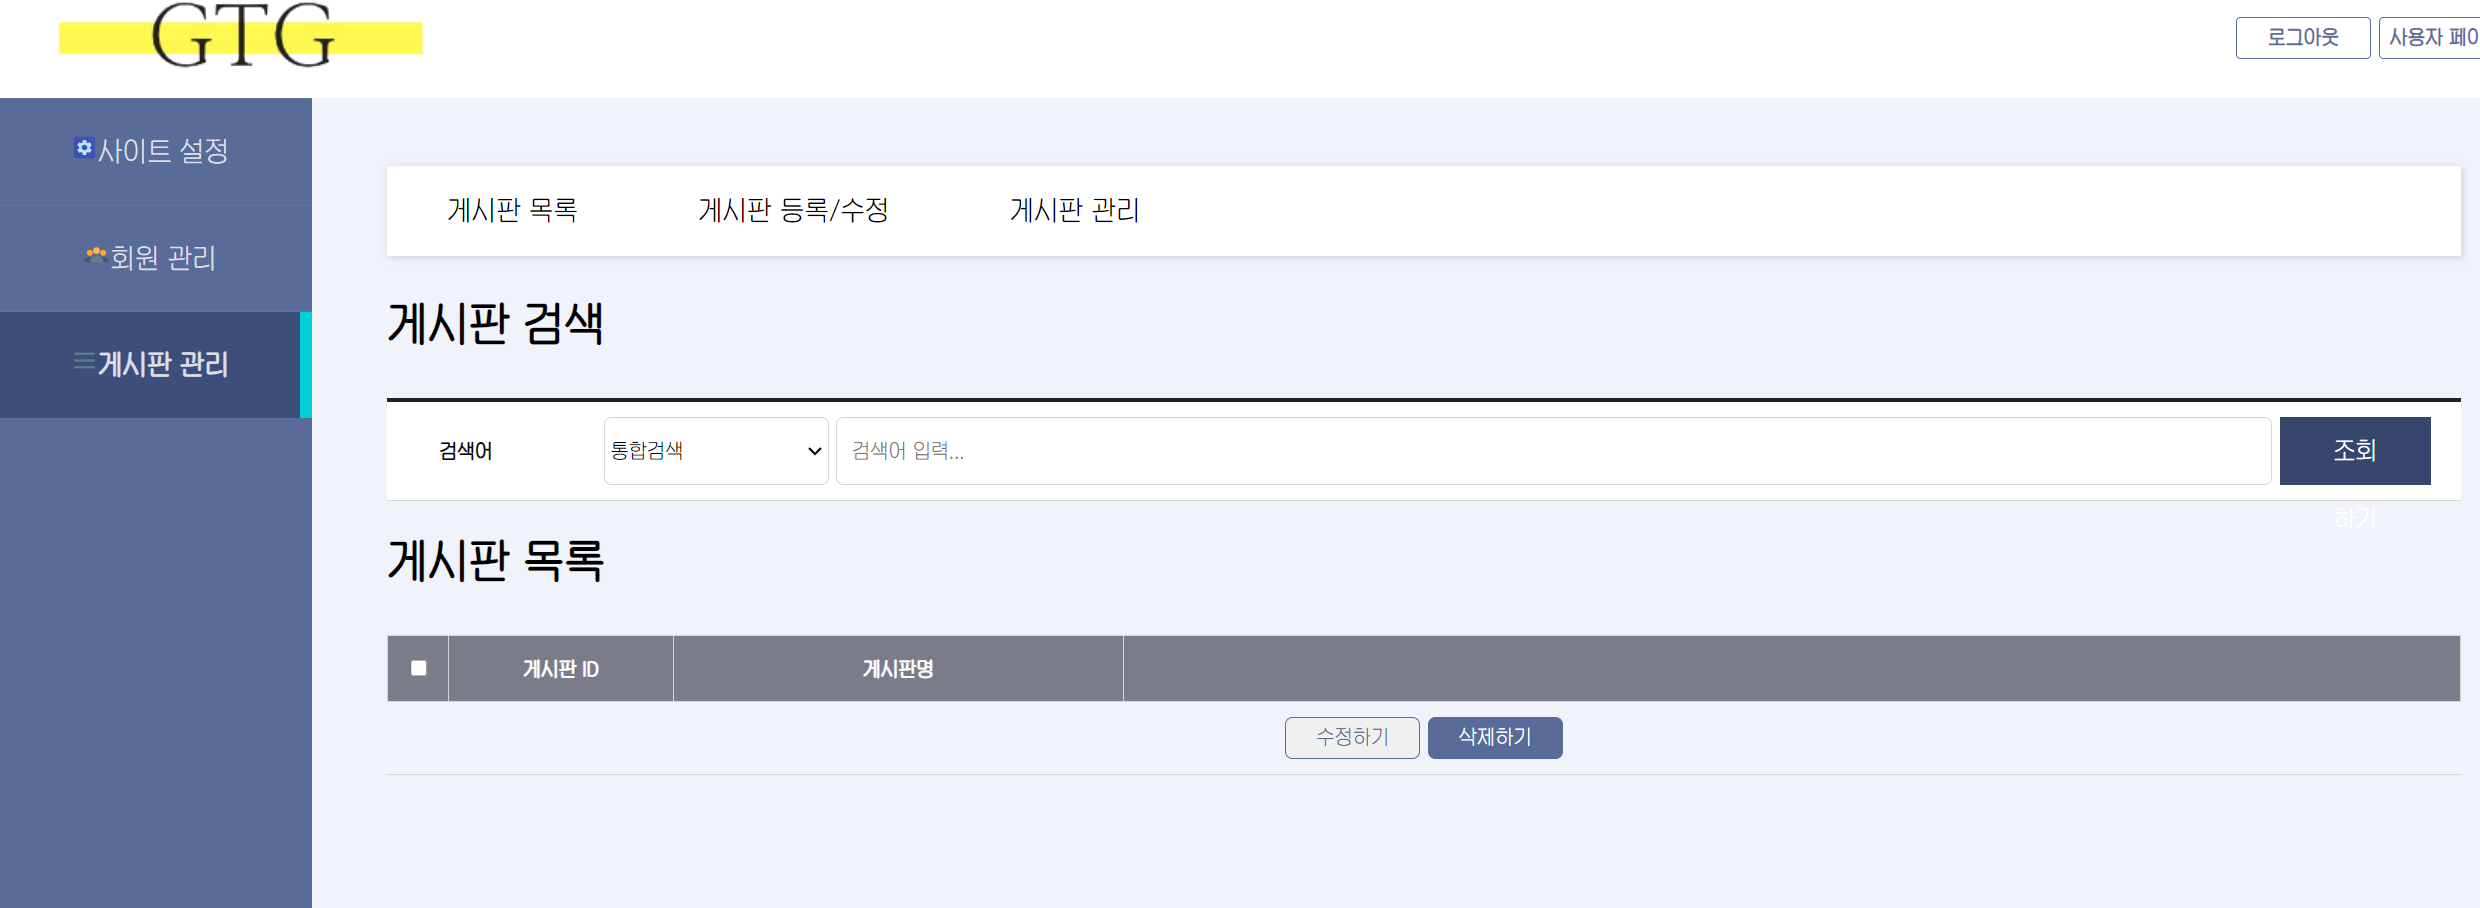 GTG
로그아웃
사용자 페이
사이트 설정
회원 관리
게시판 관리
게시판 목록
게시판 등록/수정
게시판 관리
게시판 검색
검색어
통합검색
검색어 입력...
조회
하기
게시판 목록
게시판 ID
게시판명
수정하기
삭제하기